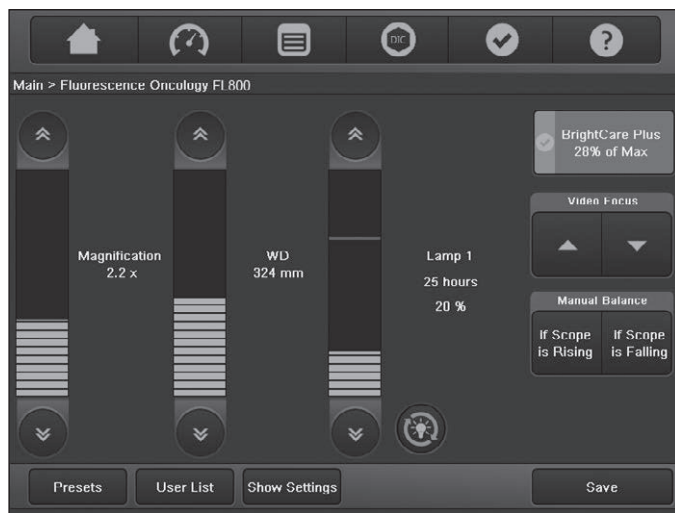 DIC
?
Main > Fluorescence Oncology FL800
BrightCare Plus
28% of Max
Video Focus
Magnification
2.2 x
WD
324 mm
Lamp 1
25 hours
20 %
Manual Balance
If Scope
is Rising
If Scope
is Falling
Presets
User List
Show Settings
Save